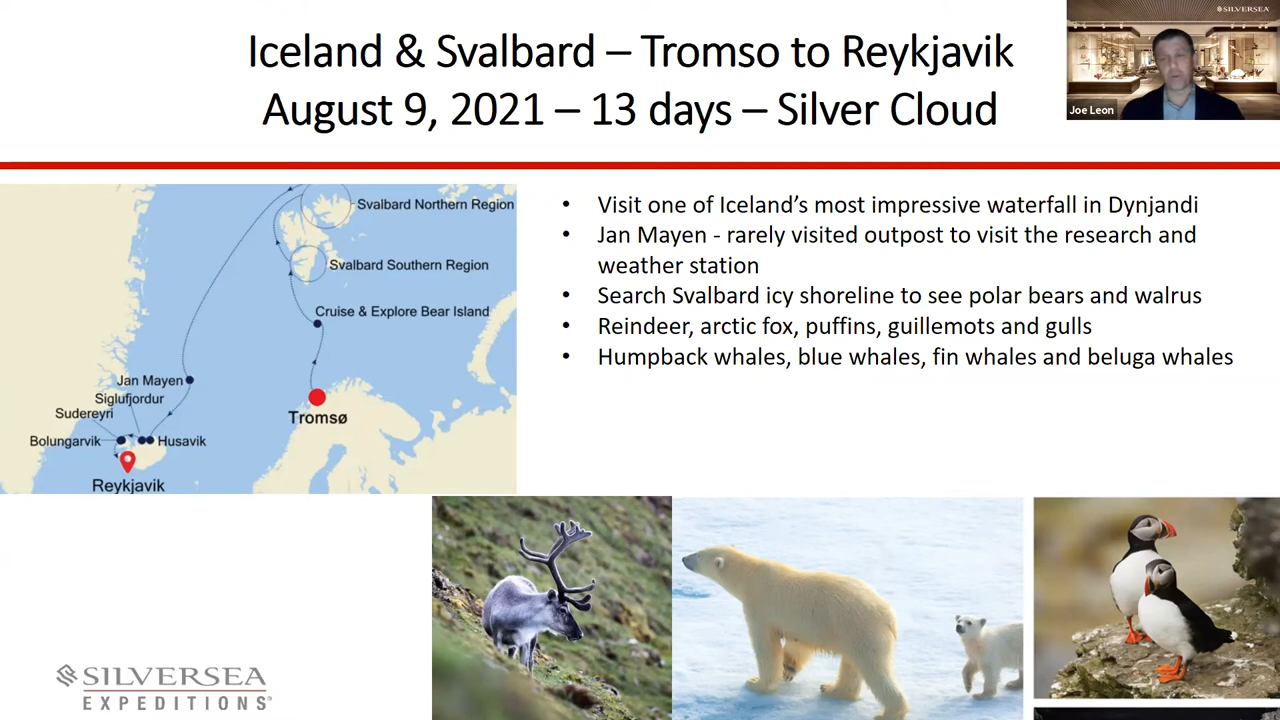 Iceland & Svalbard – Tromso to Reykjavik
August 9, 2021 – 13 days – Silver Cloud
SILVERSEA
Joe Leon
Svalbard Northern Region
Svalbard Southern Region
Cruise & Explore Bear Island
Jan Mayen
Siglufjordur
Sudereyri
Bolungarvik
Husavik
Reykjavik
Tromsø
• Visit one of Iceland’s most impressive waterfall in Dynjandi
• Jan Mayen - rarely visited outpost to visit the research and
weather station
• Search Svalbard icy shoreline to see polar bears and walrus
• Reindeer, arctic fox, puffins, guillemots and gulls
• Humpback whales, blue whales, fin whales and beluga whales
SILVERSEA
EXPEDITIONS